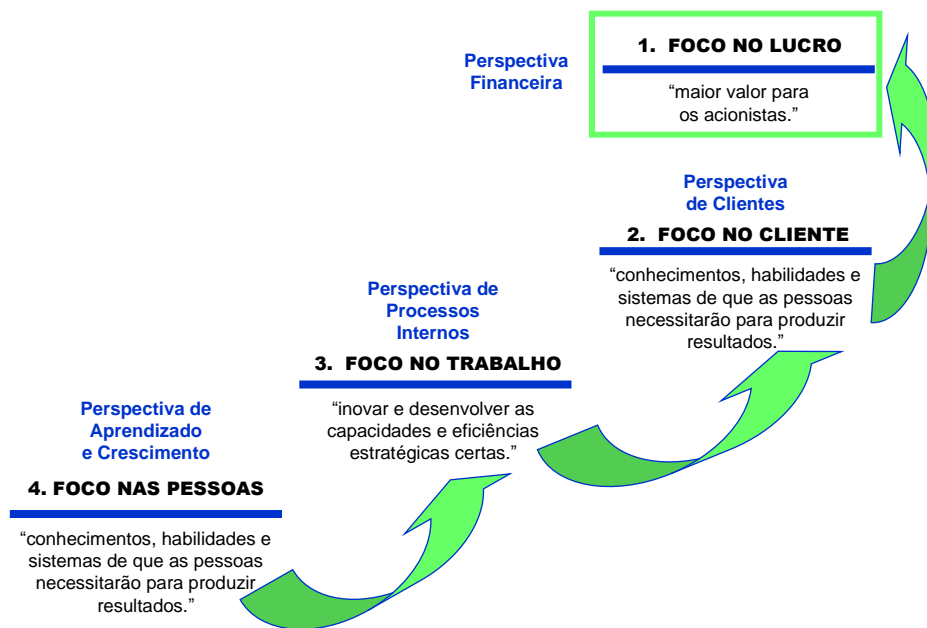 Perspectiva
Financeira
1. FOCO NO LUCRO
“maior valor para
os acionistas.”
Perspectiva
de Clientes
2. FOCO NO CLIENTE
“conhecimentos, habilidades e
sistemas de que as pessoas
necessitarão para produzir
resultados.”
Perspectiva de
Processos
Internos
3. FOCO NO TRABALHO
“inovar e desenvolver as
capacidades e eficiências
estratégicas certas.”
Perspectiva de
Aprendizado
e Crescimento
4. FOCO NAS PESSOAS
“conhecimentos, habilidades e
sistemas de que as pessoas
necessitarão para produzir
resultados.”